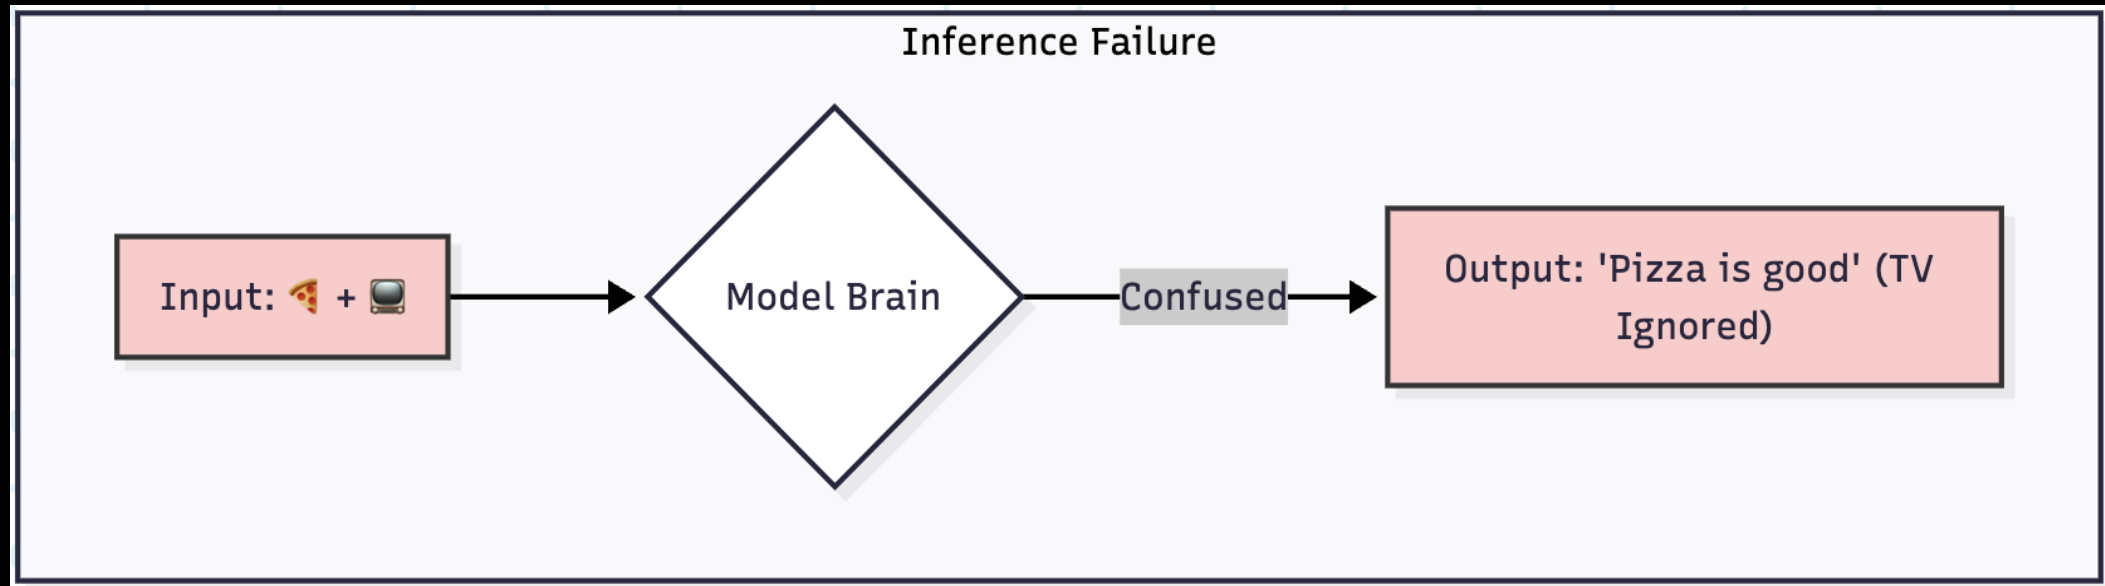 Inference Failure
Input: 🍕 + 📺
Model Brain
Confused
Output: 'Pizza is good' (TV
Ignored)